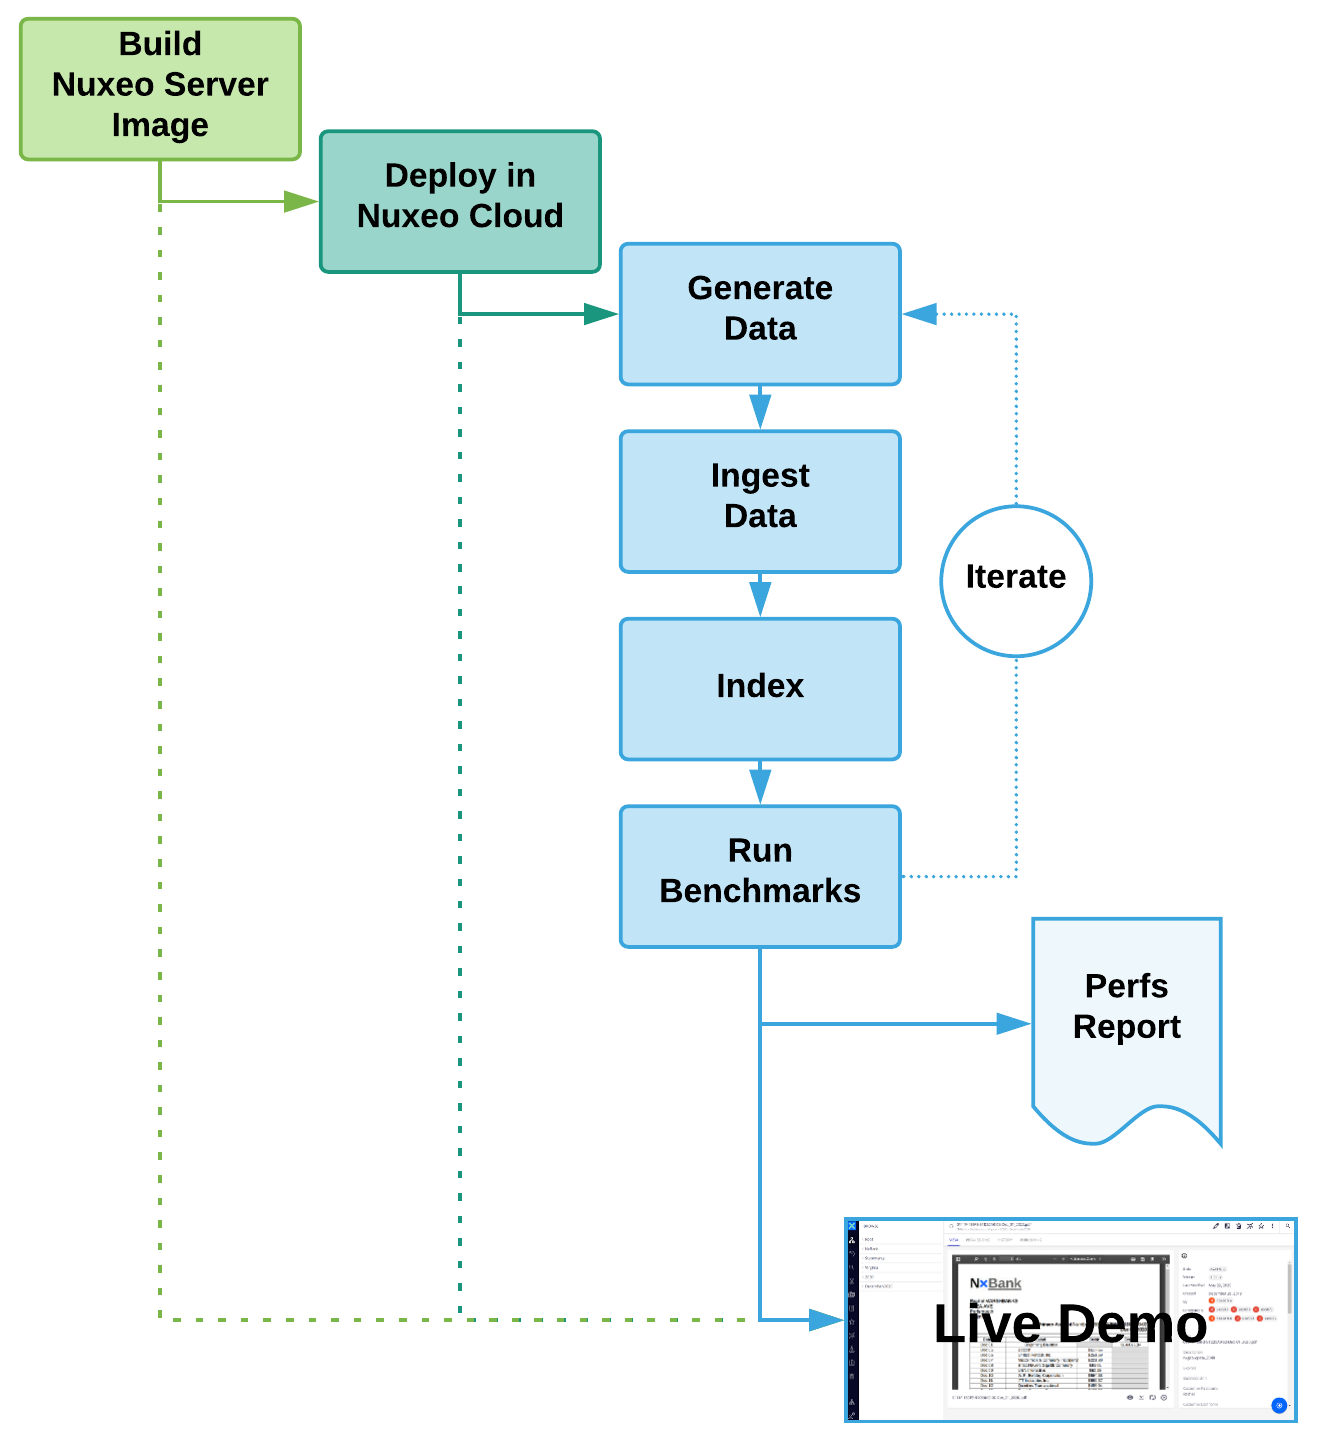 Build
Nuxeo Server
Image
Deploy in
Nuxeo Cloud
Generate
Data
Ingest
Data
Index
Iterate
Run
Benchmarks
Perfs
Report
NxBank
Live Demo